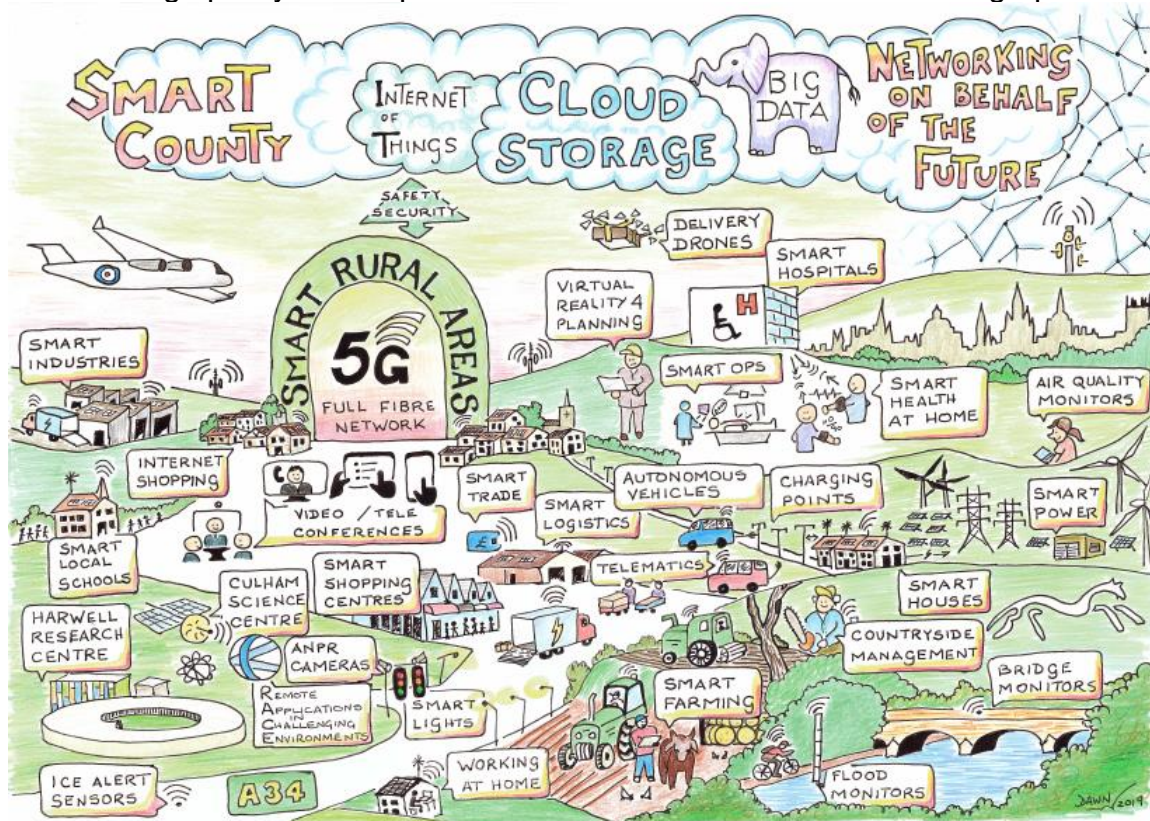 SMART
COUNTY
INTERNET
OF
THINGS
CLOUD
STORAGE
BIG
DATA
NETWORKING
ON BEHALF
OF THE
FUTURE
SAFETY
SECURITY
SMART RURAL AREAS
5G
FULL FIBRE
NETWORK
DELIVERY
DRONES
SMART
HOSPITALS
H
VIRTUAL
REALITY 4
PLANNING
SMART
INDUSTRIES
SMART OPS
SMART
HEALTH
AT HOME
AIR QUALITY
MONITORS
INTERNET
SHOPPING
VIDEO / TELE
CONFERENCES
SMART
TRADE
£
SMART
LOGISTICS
AUTONOMOUS
VEHICLES
CHARGING
POINTS
SMART
POWER
SMART
LOCAL
SCHOOLS
CULHAM
SCIENCE
CENTRE
SMART
SHOPPING
CENTRES
TELEMATICS
SMART
HOUSES
HARWELL
RESEARCH
CENTRE
ANPR
CAMERAS
COUNTRYSIDE
MANAGEMENT
BRIDGE
MONITORS
REMOTE
APPLICATIONS
IN
CHALLENGING
ENVIRONMENTS
SMART
LIGHTS
SMART
FARMING
ICE ALERT
SENSORS
A34
WORKING
AT HOME
FLOOD
MONITORS
DAWN 2019